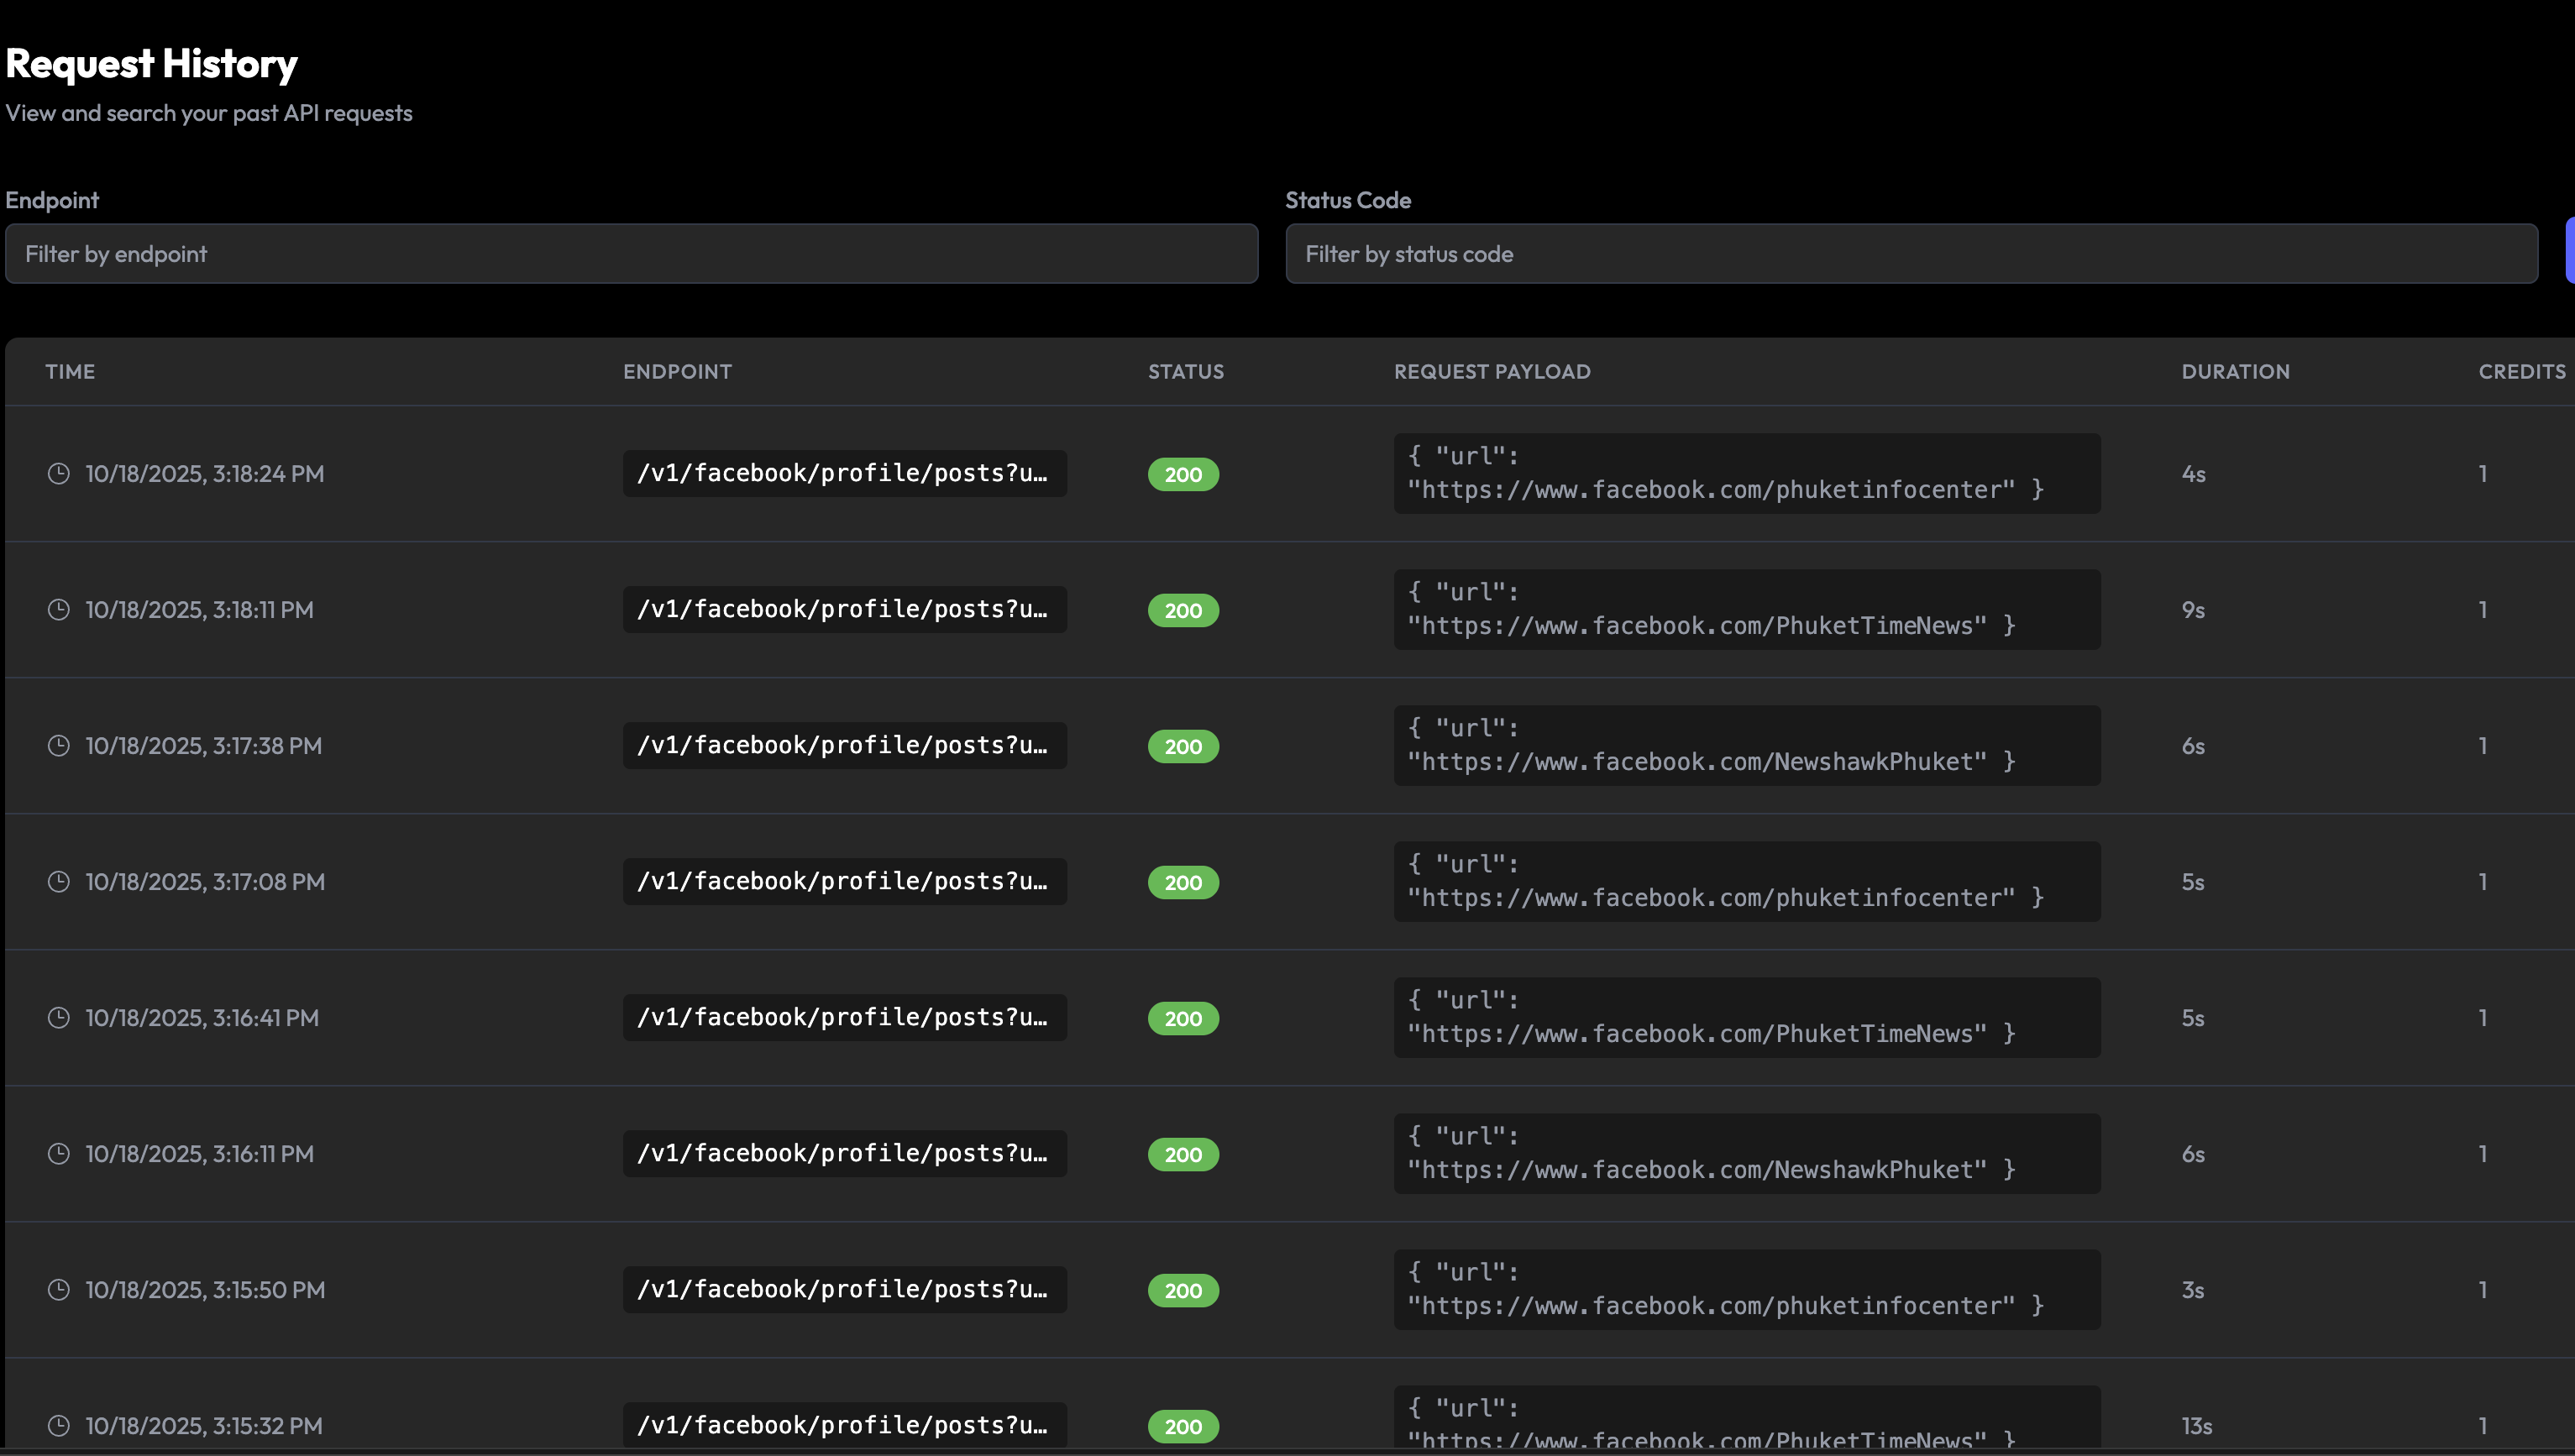 Request History
View and search your past API requests
Endpoint
Status Code
Filter by endpoint
Filter by status code
TIME ENDPOINT STATUS REQUEST PAYLOAD DURATION CREDITS
10/18/2025, 3:18:24 PM /v1/facebook/profile/posts?u… 200 { "url":
"https://www.facebook.com/phuketinfocenter" } 4s 1
10/18/2025, 3:18:11 PM /v1/facebook/profile/posts?u… 200 { "url":
"https://www.facebook.com/PhuketTimeNews" } 9s 1
10/18/2025, 3:17:38 PM /v1/facebook/profile/posts?u… 200 { "url":
"https://www.facebook.com/NewshawkPhuket" } 6s 1
10/18/2025, 3:17:08 PM /v1/facebook/profile/posts?u… 200 { "url":
"https://www.facebook.com/phuketinfocenter" } 5s 1
10/18/2025, 3:16:41 PM /v1/facebook/profile/posts?u… 200 { "url":
"https://www.facebook.com/PhuketTimeNews" } 5s 1
10/18/2025, 3:16:11 PM /v1/facebook/profile/posts?u… 200 { "url":
"https://www.facebook.com/NewshawkPhuket" } 6s 1
10/18/2025, 3:15:50 PM /v1/facebook/profile/posts?u… 200 { "url":
"https://www.facebook.com/phuketinfocenter" } 3s 1
10/18/2025, 3:15:32 PM /v1/facebook/profile/posts?u… 200 { "url":
"https://www.facebook.com/PhuketTimeNews" } 13s 1